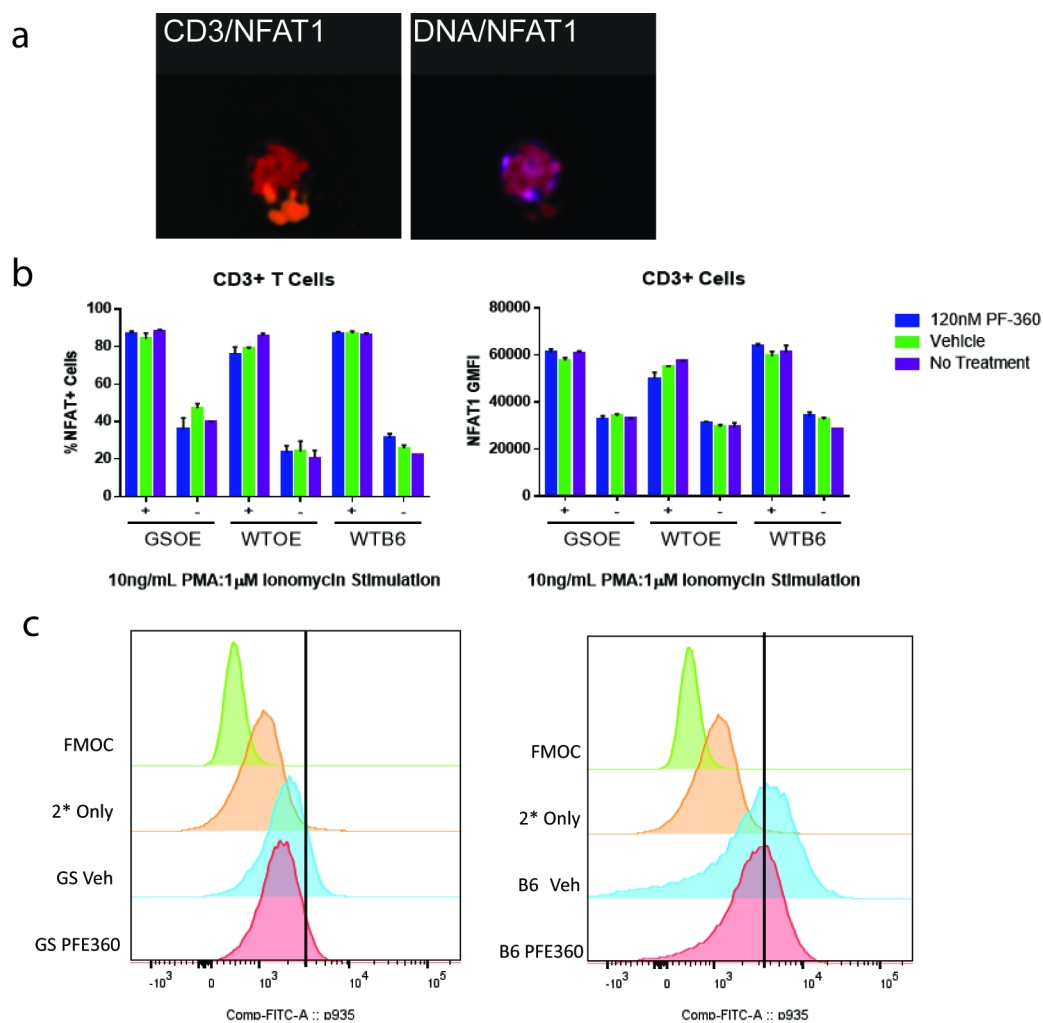 a
CD3/NFAT1
DNA/NFAT1
b
CD3+ T Cells
%NFAT+ Cells
100
80
60
40
20
0
+ - + - + -
GSOE WTOE WTB6
10ng/mL PMA:1µM Ionomycin Stimulation
CD3+ Cells
NFAT1 GMFI
80000
60000
40000
20000
0
+ - + - + -
GSOE WTOE WTB6
10ng/mL PMA:1µM Ionomycin Stimulation
120nM PF-360
Vehicle
No Treatment
c
FMOC
2* Only
GS Veh
GS PFE360
-10³ 0 10³ 10⁴ 10⁵
Comp-FITC-A :: p935
FMOC
2* Only
B6 Veh
B6 PFE360
-10³ 0 10³ 10⁴ 10⁵
Comp-FITC-A :: p935